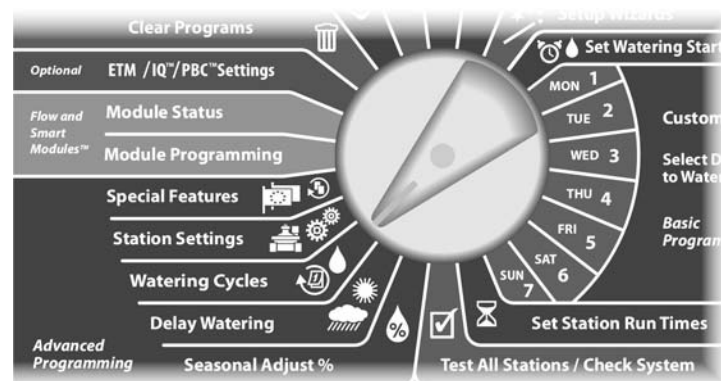 Clear Programs
Setup Wizards
Set Watering Start
Optional
ETM /IQ™/PBC™Settings
Flow and
Smart
Modules™
Module Status
Module Programming
Special Features
Station Settings
Watering Cycles
Delay Watering
Advanced
Programming
Seasonal Adjust %
%
MON 1
TUE 2
WED 3
THU 4
FRI 5
SAT 6
SUN 7
Custom
Select D
to Water
Basic
Program
Set Station Run Times
Test All Stations / Check System